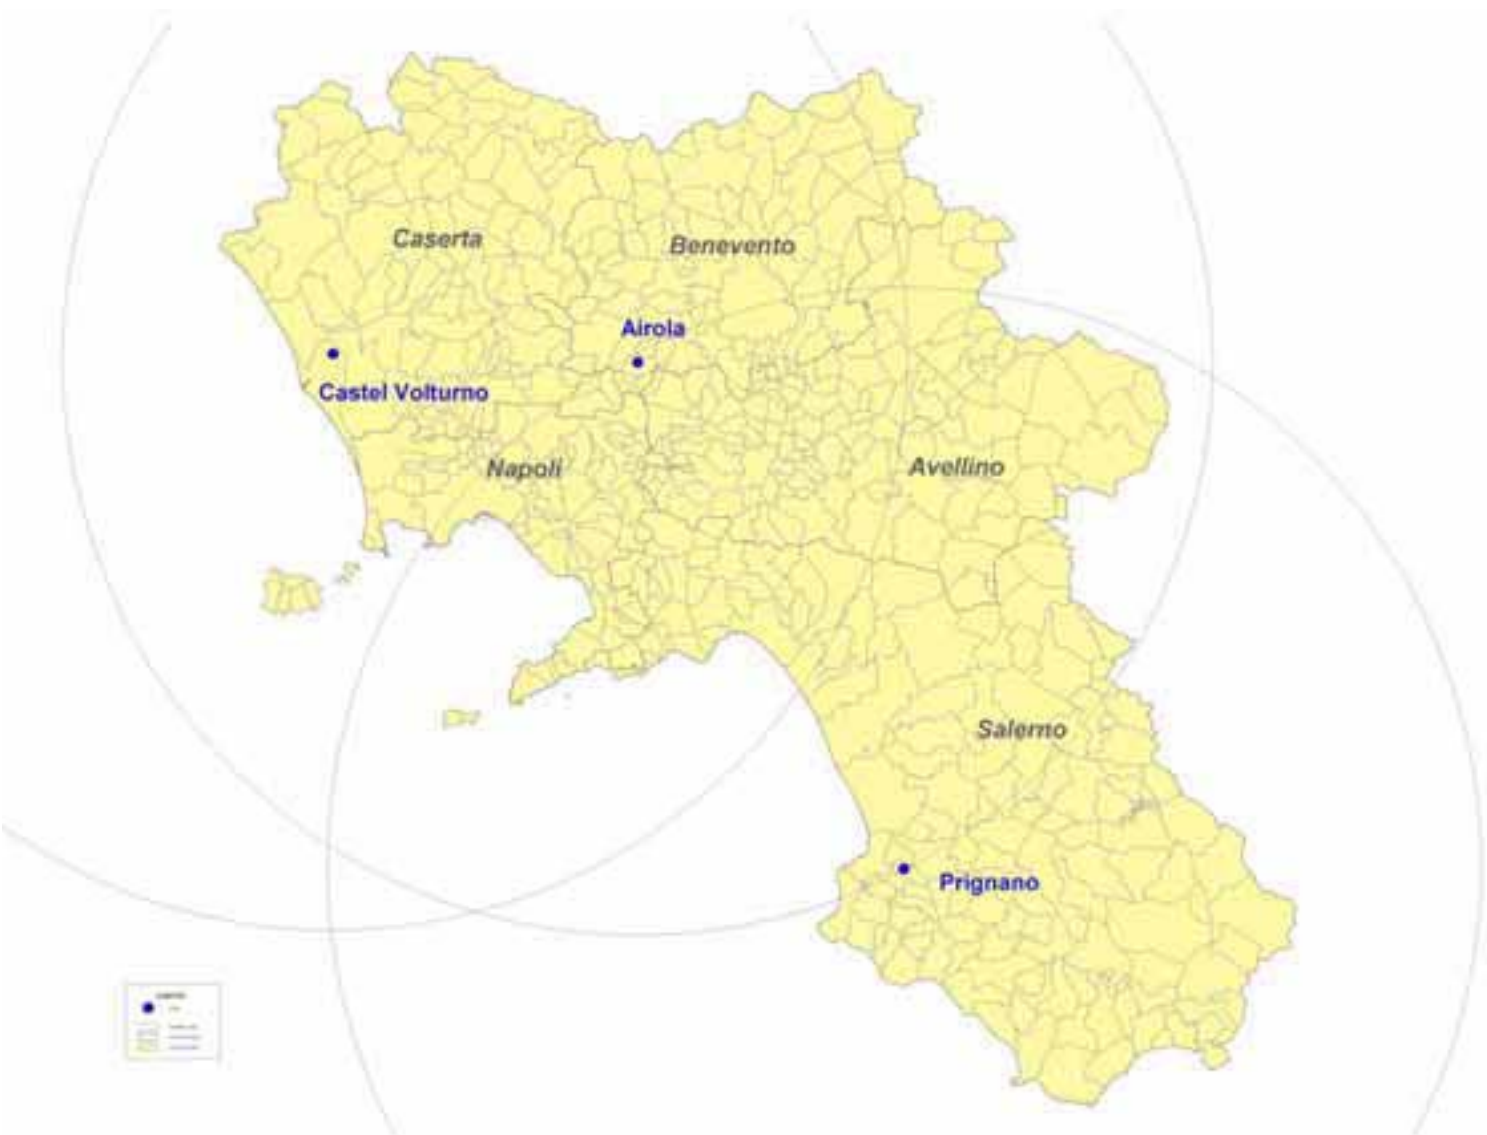 Caserta
Benevento
Airola
Castel Volturno
Napoli
Avellino
Salerno
Prignano